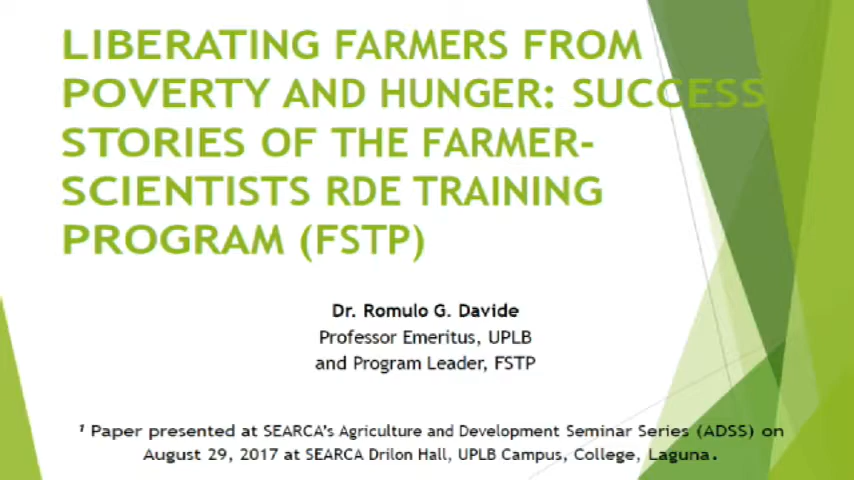 LIBERATING FARMERS FROM
POVERTY AND HUNGER: SUCCESS
STORIES OF THE FARMER-
SCIENTISTS RDE TRAINING
PROGRAM (FSTP)
Dr. Romulo G. Davide
Professor Emeritus, UPLB
and Program Leader, FSTP
¹ Paper presented at SEARCA's Agriculture and Development Seminar Series (ADSS) on
August 29, 2017 at SEARCA Drilon Hall, UPLB Campus, College, Laguna.